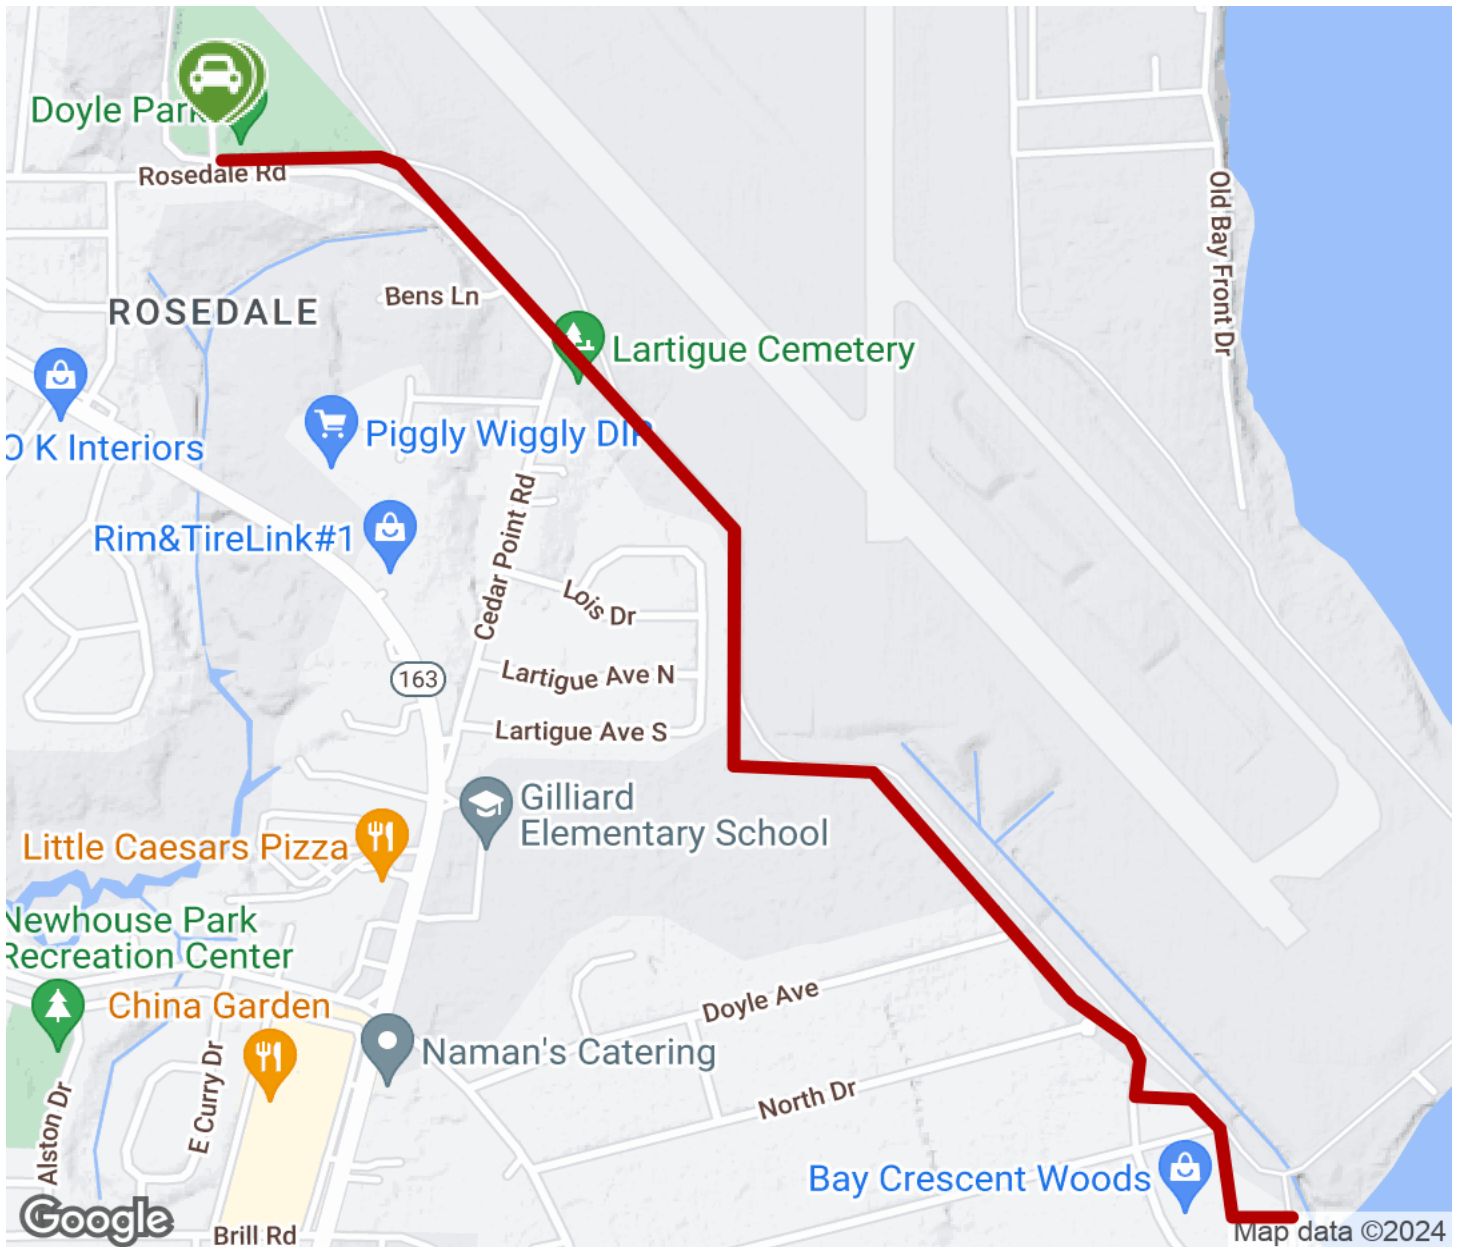 Doyle Park
Rosedale Rd
Old Bay Front Dr
Bens Ln
ROSEDALE
Lartigue Cemetery
O K Interiors
Piggly Wiggly DIP
Rim&TireLink#1
Cedar Point Rd
Lois Dr
163
Lartigue Ave N
Lartigue Ave S
Gilliard
Elementary School
Little Caesars Pizza
Newhouse Park
Recreation Center
China Garden
Doyle Ave
Naman's Catering
E Curry Dr
Alston Dr
North Dr
Bay Crescent Woods
Google
Brill Rd
Map data ©2024